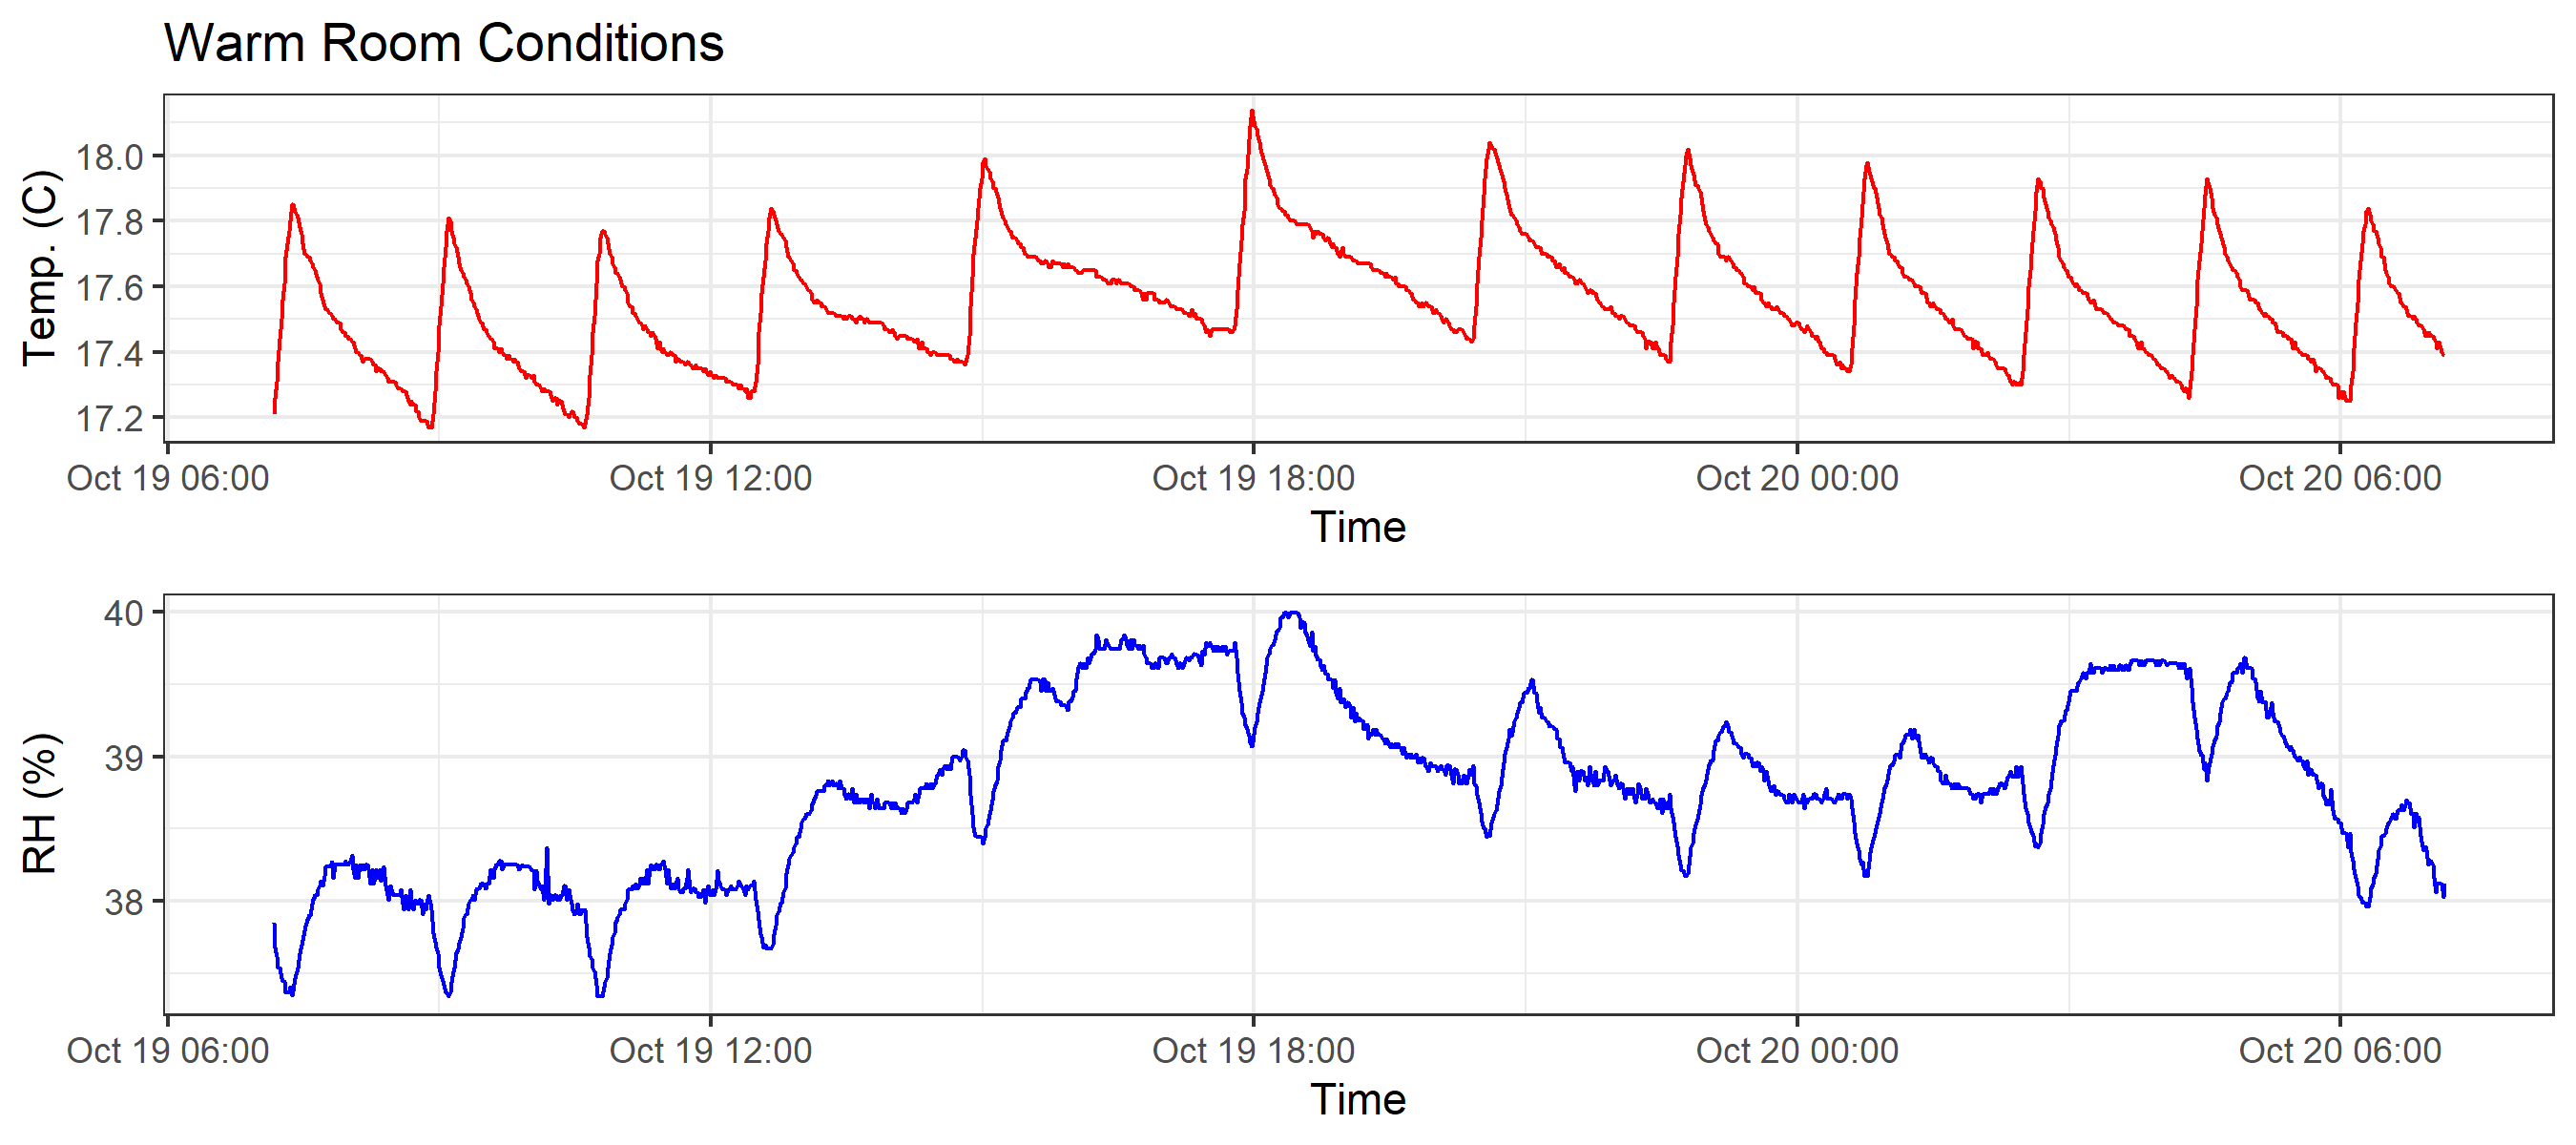 Warm Room Conditions
Temp. (C)
18.0
17.8
17.6
17.4
17.2
Oct 19 06:00 Oct 19 12:00 Oct 19 18:00 Oct 20 00:00 Oct 20 06:00
Time
RH (%)
40
39
38
Oct 19 06:00 Oct 19 12:00 Oct 19 18:00 Oct 20 00:00 Oct 20 06:00
Time